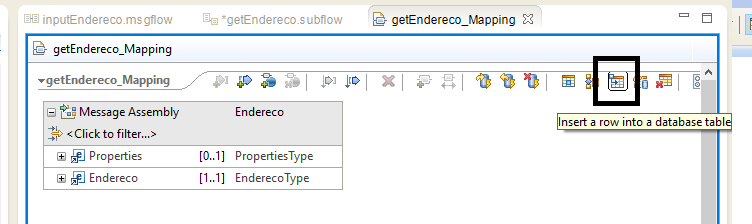 inputEndereco.msgflow
*getEndereco.subflow
getEndereco_Mapping
getEndereco_Mapping
getEndereco_Mapping
Insert a row into a database table
Message Assembly Endereco
<Click to filter...>
Properties [0..1] PropertiesType
Endereco [1..1] EnderecoType